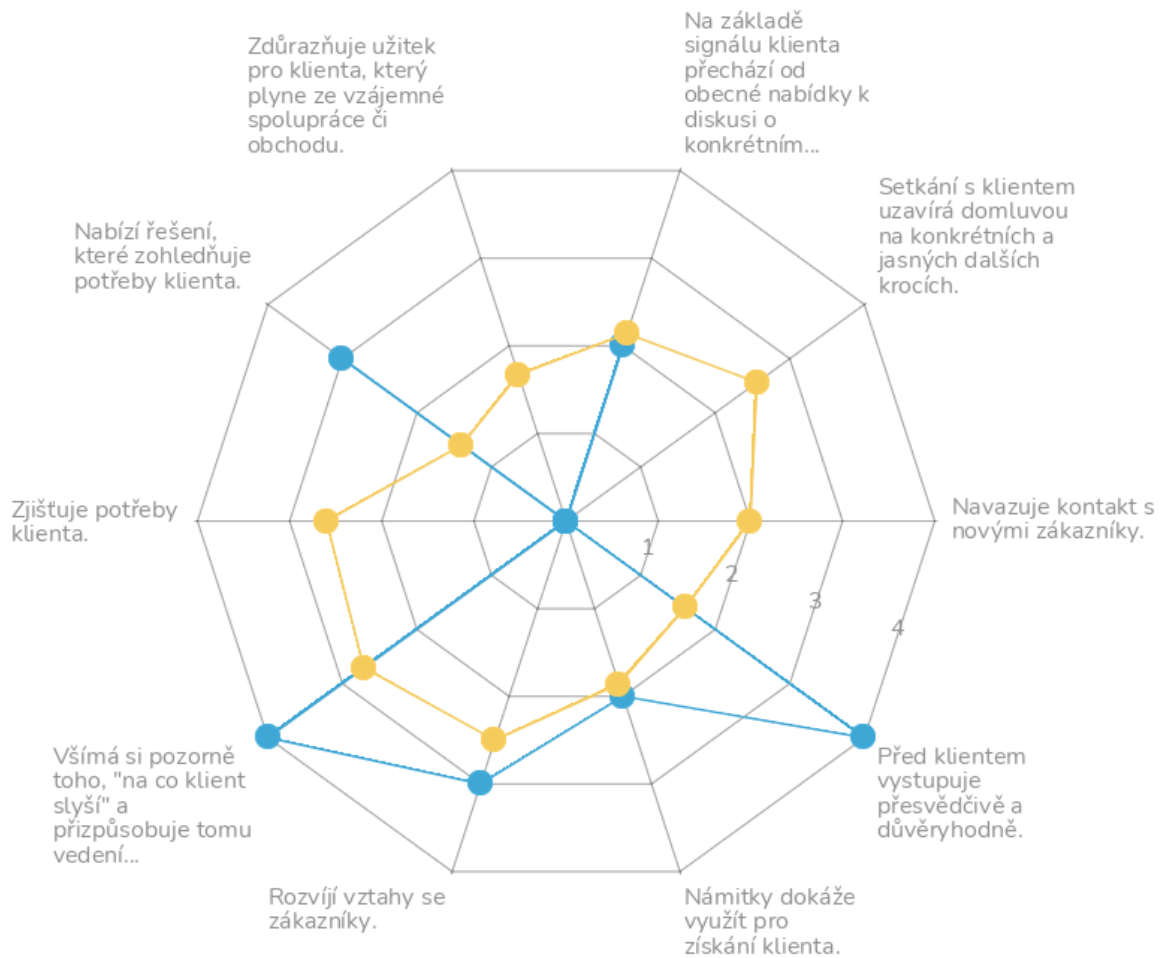 Na základě
signálu klienta
přechází od
obecné nabídky k
diskusi o
konkrétním...
Zdůrazňuje užitek
pro klienta, který
plyne ze vzájemné
spolupráce či
obchodu.
Setkání s klientem
uzavírá domluvou
na konkrétních a
jasných dalších
krocích.
Nabízí řešení,
které zohledňuje
potřeby klienta.
Zjišťuje potřeby
klienta.
Navazuje kontakt s
novými zákazníky.
1
2
3
4
Všímá si pozorně
toho, "na co klient
slyší" a
přizpůsobuje tomu
vedení...
Před klientem
vystupuje
přesvědčivě a
důvěryhodně.
Rozvíjí vztahy se
zákazníky.
Námitky dokáže
využít pro
získání klienta.